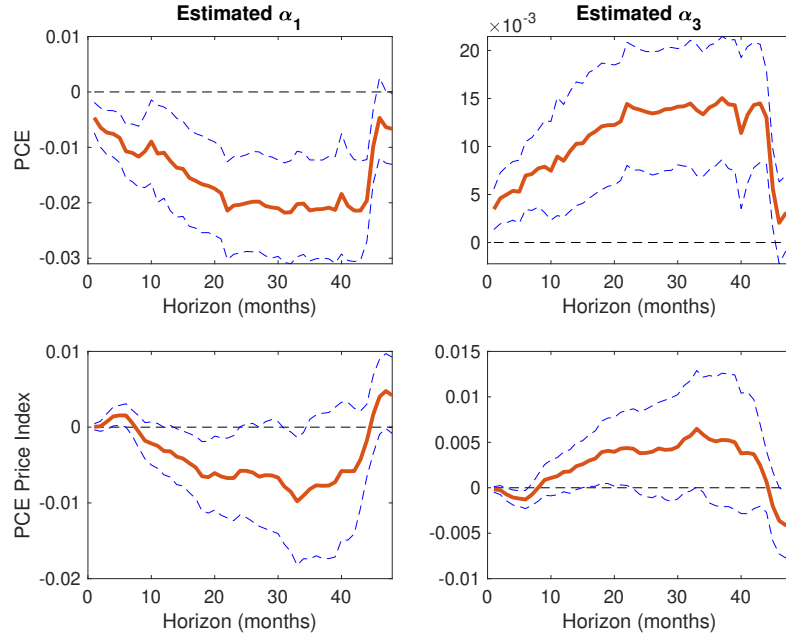 Estimated α1
0.01
0
-0.01
-0.02
-0.03
PCE
0 10 20 30 40
Horizon (months)
Estimated α3
×10-3
20
15
10
5
0
0 10 20 30 40
Horizon (months)
0.01
0
-0.01
-0.02
PCE Price Index
0 10 20 30 40
Horizon (months)
0.015
0.01
0.005
0
-0.005
-0.01
0 10 20 30 40
Horizon (months)